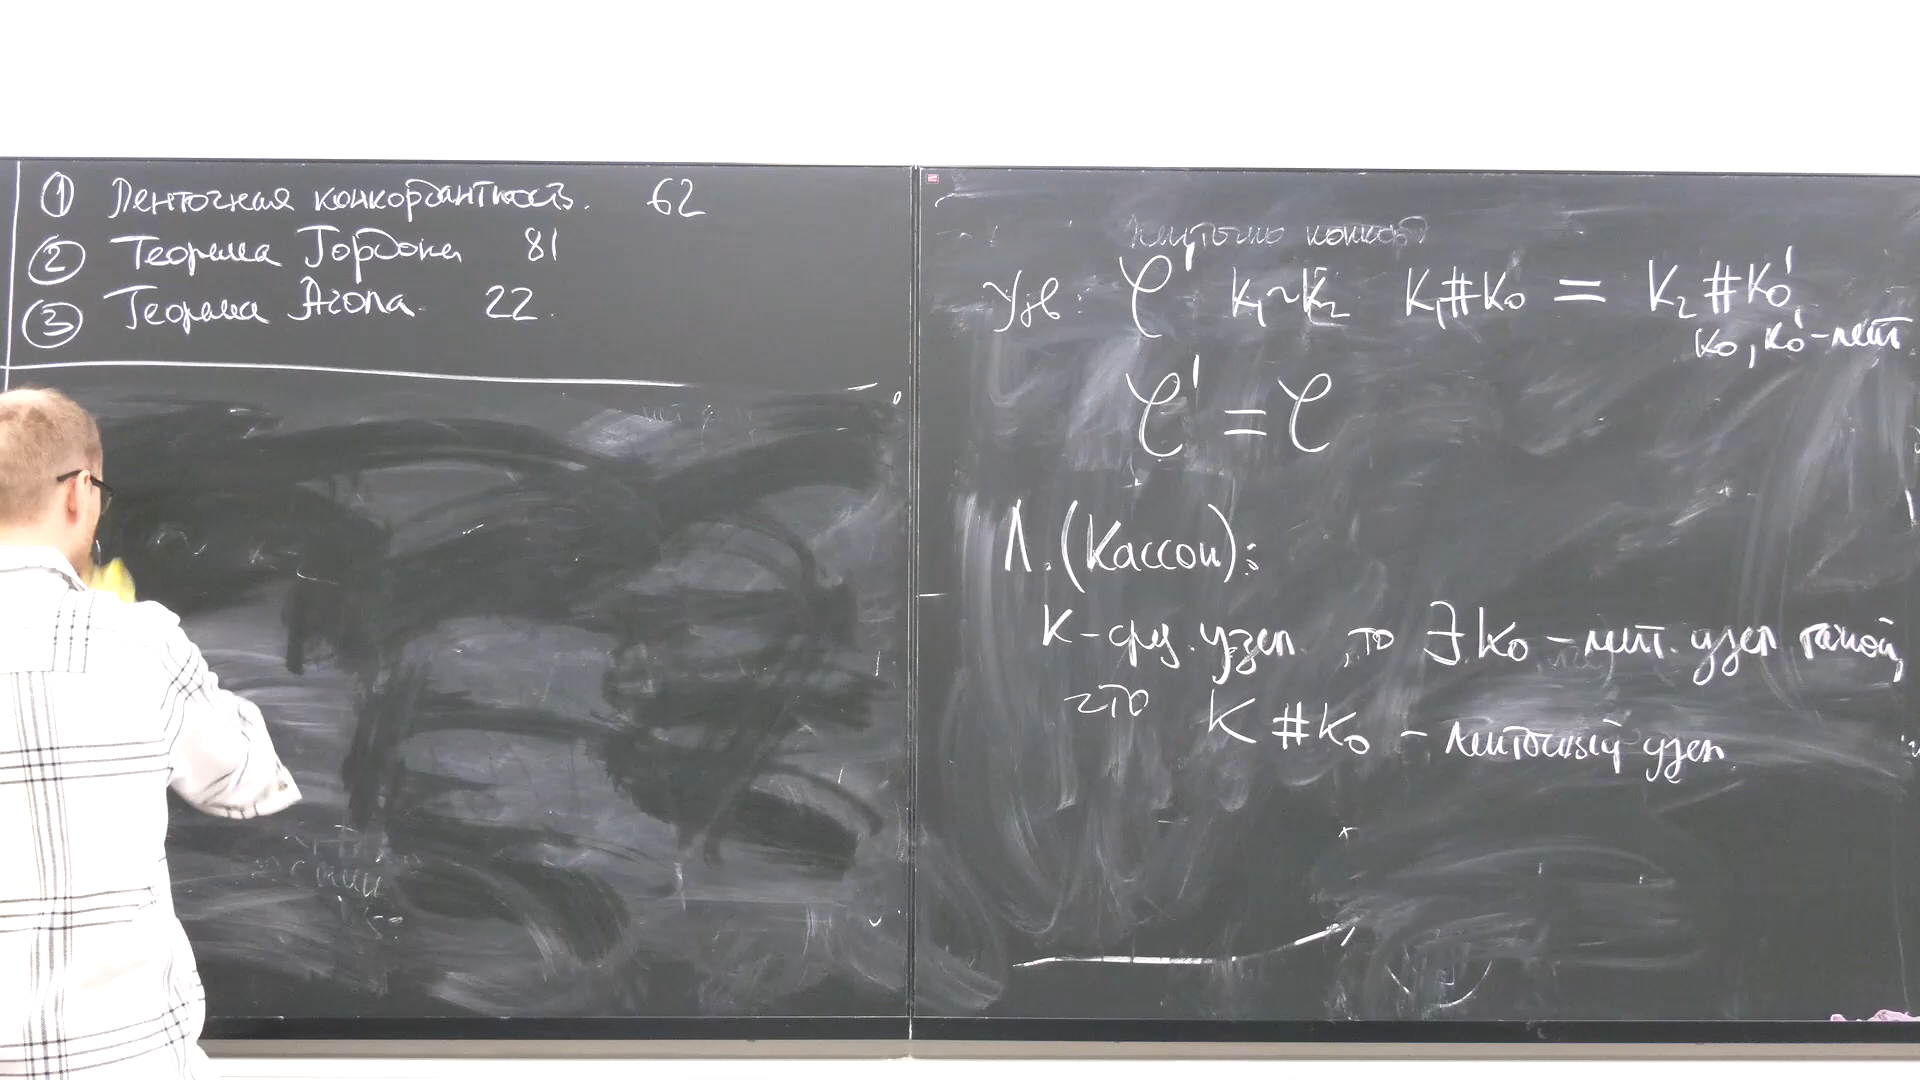 ① Ленточная конкордантность. 62
② Теорема Гордона 81
③ Теорема Агола 22
ленточно конкорд
Утв: C' K₁~K₂ K₁#K₀ = K₂#K₀'
K₀, K₀'-лент.
C' = C
Л. (Кассон):
K-срез. узел, то ∃ K₀ – лент. узел такой,
что K#K₀ – ленточный узел